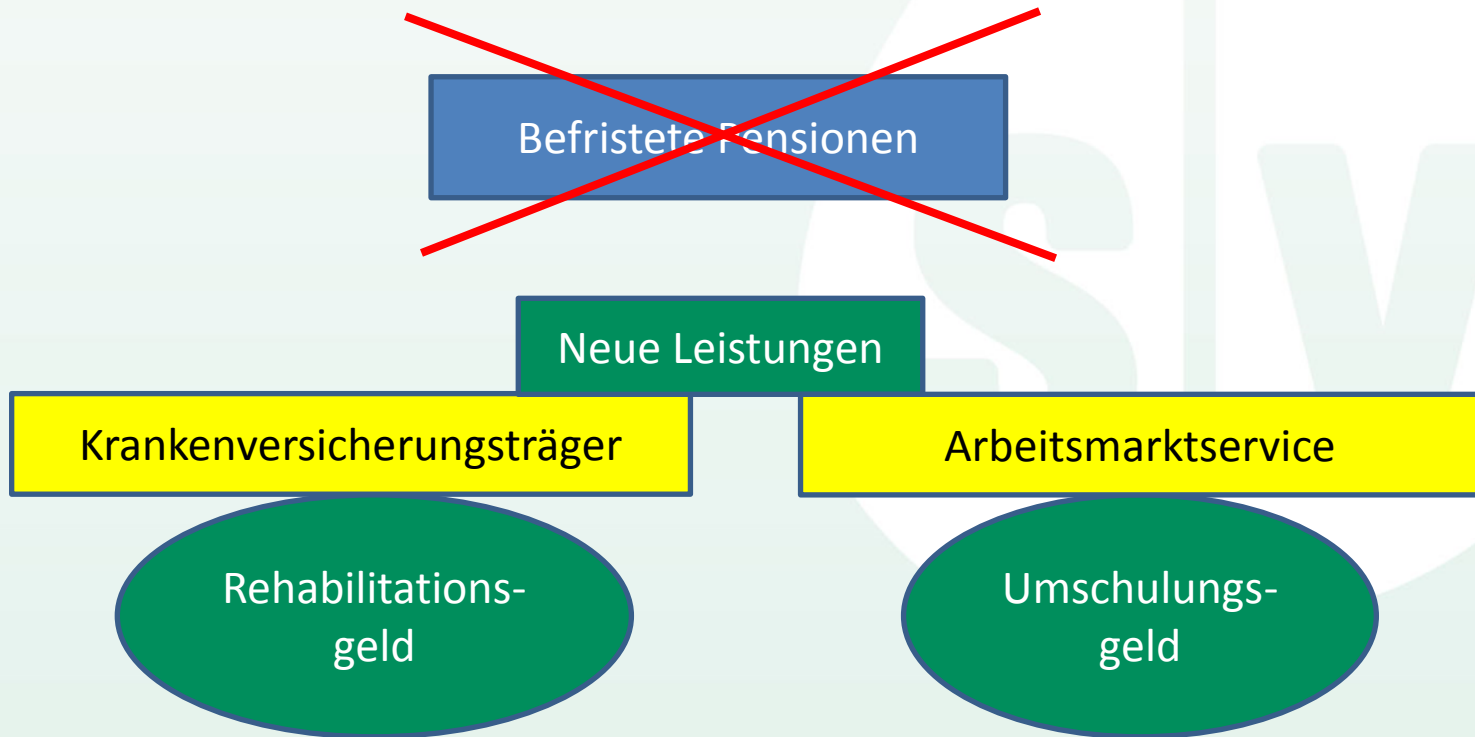 Befristete Pensionen
Neue Leistungen
Krankenversicherungsträger
Arbeitsmarktservice
Rehabilitations-
geld
Umschulungs-
geld